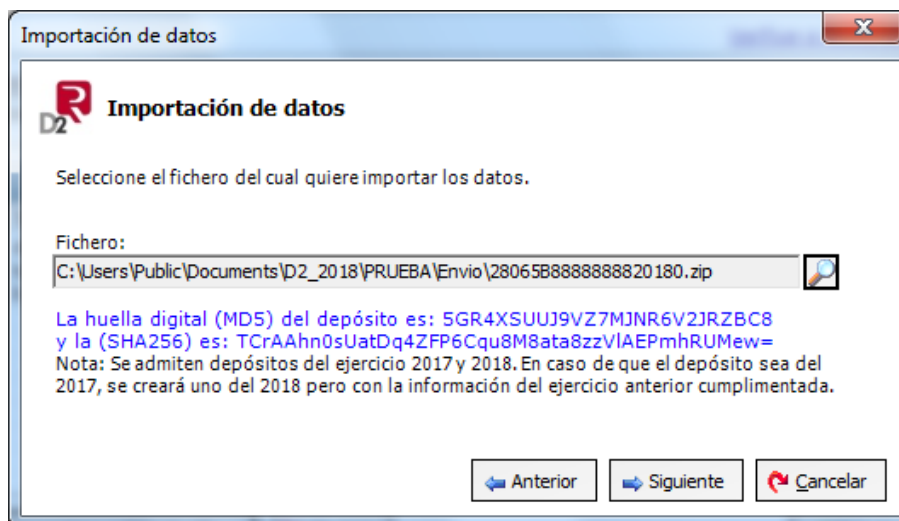 Importación de datos
D2
Importación de datos
Seleccione el fichero del cual quiere importar los datos.
Fichero:
C:\Users\Public\Documents\D2_2018\PRUEBA\Envio\28065B8888888820180.zip
La huella digital (MD5) del depósito es: 5GR4XSUUJ9VZ7MJNR6V2JRZBC8
y la (SHA256) es: TCrAAhn0sUatDq4ZFP6Cqu8M8ata8zzVlAEPmhRUMew=
Nota: Se admiten depósitos del ejercicio 2017 y 2018. En caso de que el depósito sea del
2017, se creará uno del 2018 pero con la información del ejercicio anterior cumplimentada.
Anterior
Siguiente
Cancelar